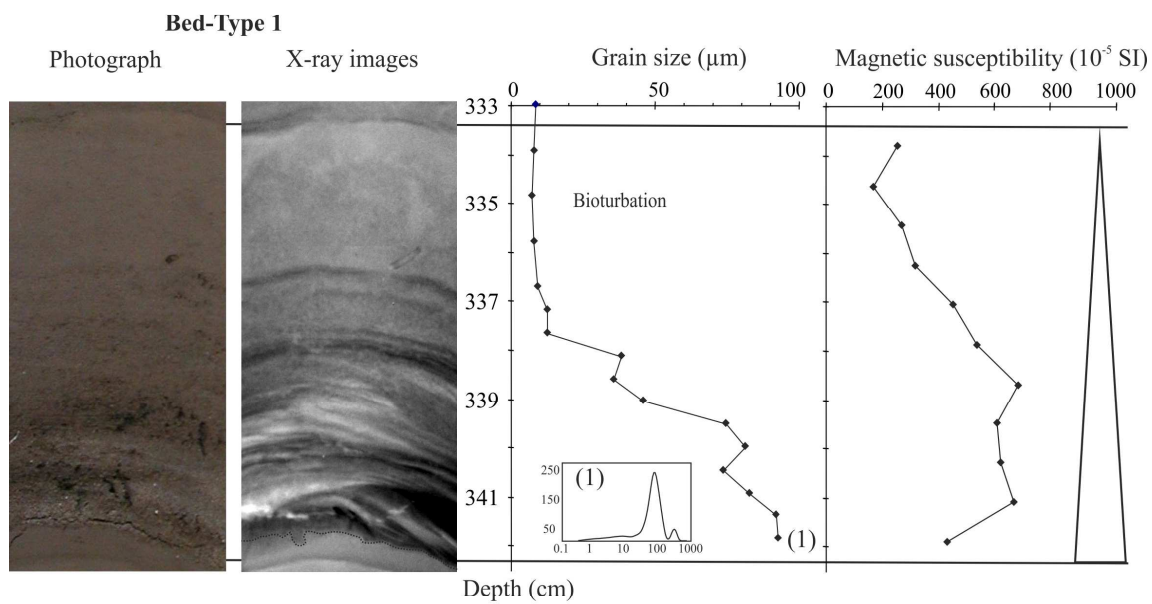 Bed-Type 1
Photograph
X-ray images
Grain size (µm)
Magnetic susceptibility (10⁻⁵ SI)
0 50 100
0 200 400 600 800 1000
333
335
337
339
341
Bioturbation
(1)
250
150
50
0.1 1 10 100 1000
(1)
Depth (cm)